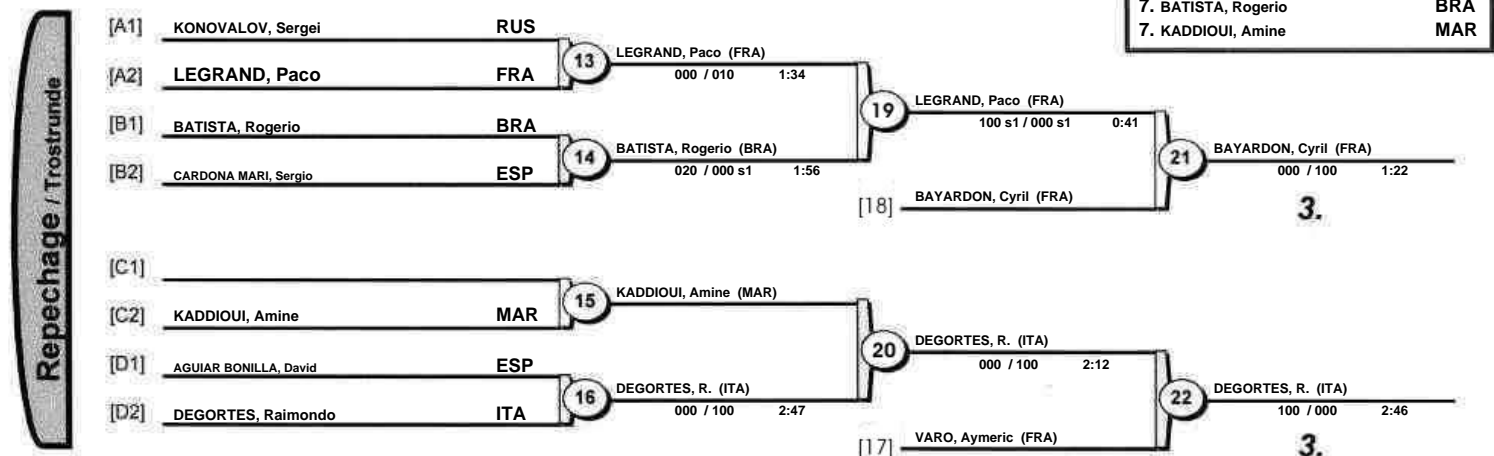 7. BATISTA, Rogerio BRA
7. KADDIOUI, Amine MAR
Repechage / Trostrunde
[A1] KONOVALOV, Sergei RUS
[A2] LEGRAND, Paco FRA
13
LEGRAND, Paco (FRA)
000 / 010 1:34
[B1] BATISTA, Rogerio BRA
[B2] CARDONA MARI, Sergio ESP
14
BATISTA, Rogerio (BRA)
020 / 000 s1 1:56
19
LEGRAND, Paco (FRA)
100 s1 / 000 s1 0:41
[18] BAYARDON, Cyril (FRA)
21
BAYARDON, Cyril (FRA)
000 / 100 1:22
3.
[C1]
[C2] KADDIOUI, Amine MAR
15
KADDIOUI, Amine (MAR)
[D1] AGUIAR BONILLA, David ESP
[D2] DEGORTES, Raimondo ITA
16
DEGORTES, R. (ITA)
000 / 100 2:47
20
DEGORTES, R. (ITA)
000 / 100 2:12
[17] VARO, Aymeric (FRA)
22
DEGORTES, R. (ITA)
100 / 000 2:46
3.